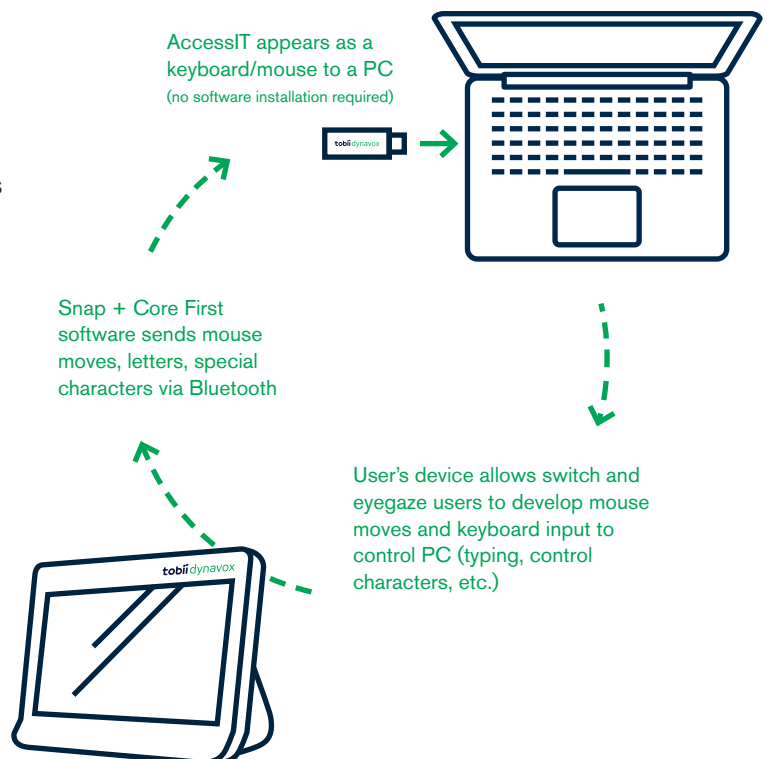 AccessIT appears as a
keyboard/mouse to a PC
(no software installation required)
tobii dynavox
s
Snap + Core First
software sends mouse
moves, letters, special
characters via Bluetooth
User's device allows switch and
eyegaze users to develop mouse
moves and keyboard input to
control PC (typing, control
characters, etc.)
tobii dynavox